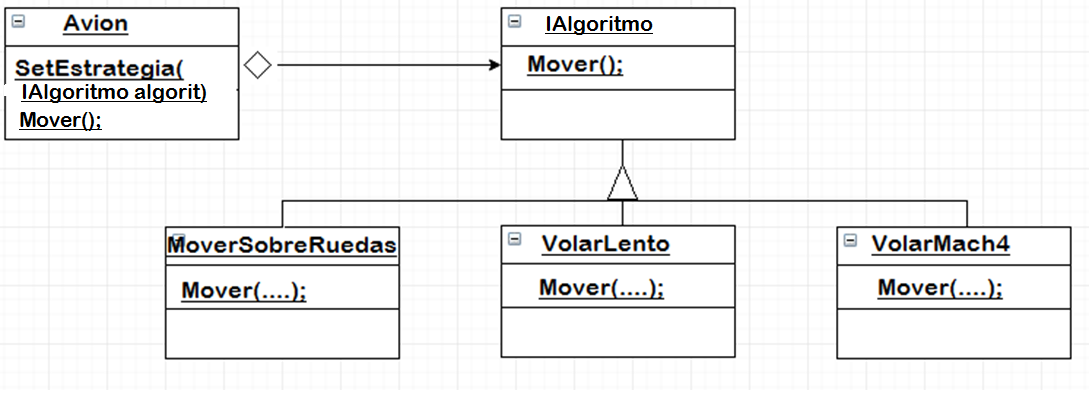 Avion
SetEstrategia(
IAlgoritmo algorit)
Mover();
IAlgoritmo
Mover();
MoverSobreRuedas
Mover(....);
VolarLento
Mover(....);
VolarMach4
Mover(....);